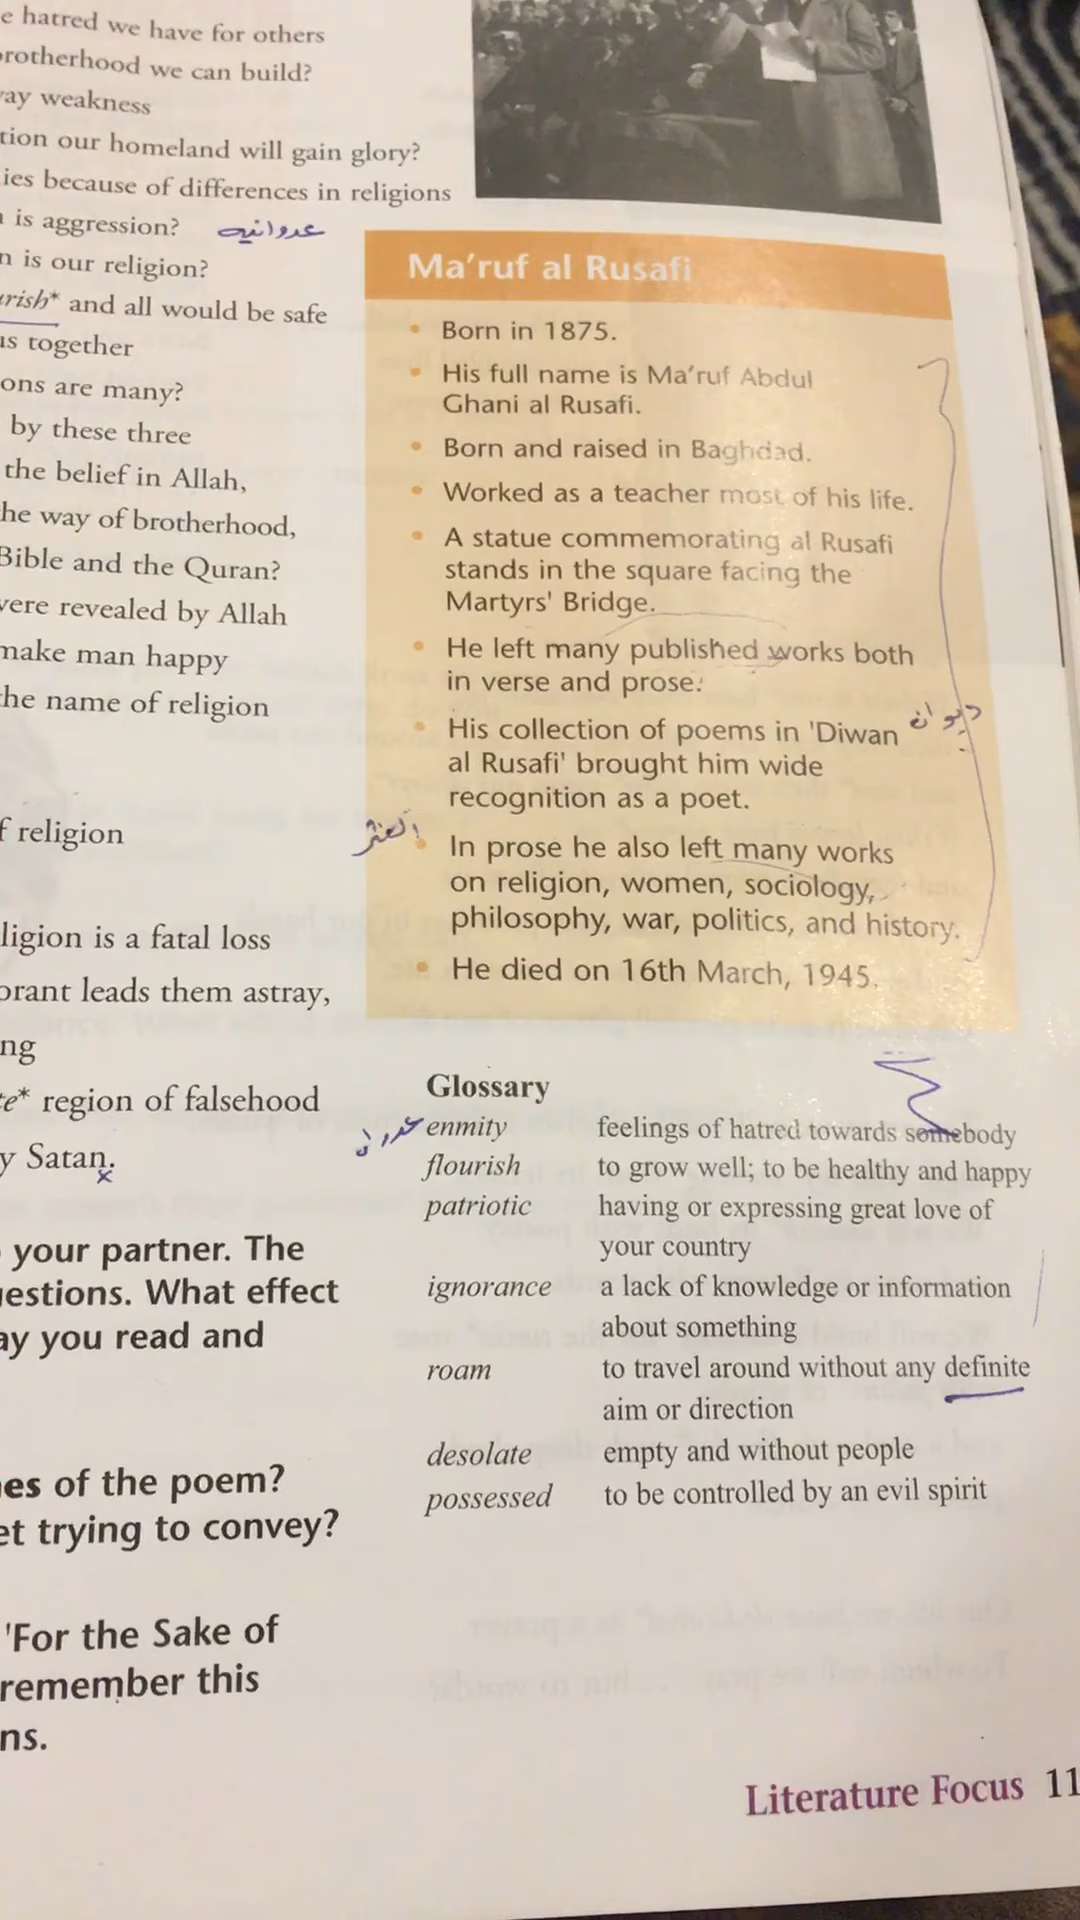 e hatred we have for others
rotherhood we can build?
ay weakness
tion our homeland will gain glory?
ies because of differences in religions
is aggression? عدوانيه
n is our religion?
rish* and all would be safe
us together
ons are many?
by these three
the belief in Allah,
he way of brotherhood,
Bible and the Quran?
were revealed by Allah
make man happy
he name of religion
f religion
ligion is a fatal loss
orant leads them astray,
ng
te* region of falsehood
y Satan.
your partner. The
estions. What effect
ay you read and
es of the poem?
et trying to convey?
'For the Sake of
remember this
ns.
Ma'ruf al Rusafi
• Born in 1875.
• His full name is Ma'ruf Abdul
Ghani al Rusafi.
• Born and raised in Baghdad.
• Worked as a teacher most of his life.
• A statue commemorating al Rusafi
stands in the square facing the
Martyrs' Bridge.
• He left many published works both
in verse and prose.
• His collection of poems in 'Diwan ديوان
al Rusafi' brought him wide
recognition as a poet.
• In prose he also left many works
on religion, women, sociology,
philosophy, war, politics, and history.
• He died on 16th March, 1945.
Glossary
enmity feelings of hatred towards somebody
flourish to grow well; to be healthy and happy
patriotic having or expressing great love of
your country
ignorance a lack of knowledge or information
about something
roam to travel around without any definite
aim or direction
desolate empty and without people
possessed to be controlled by an evil spirit
Literature Focus 11